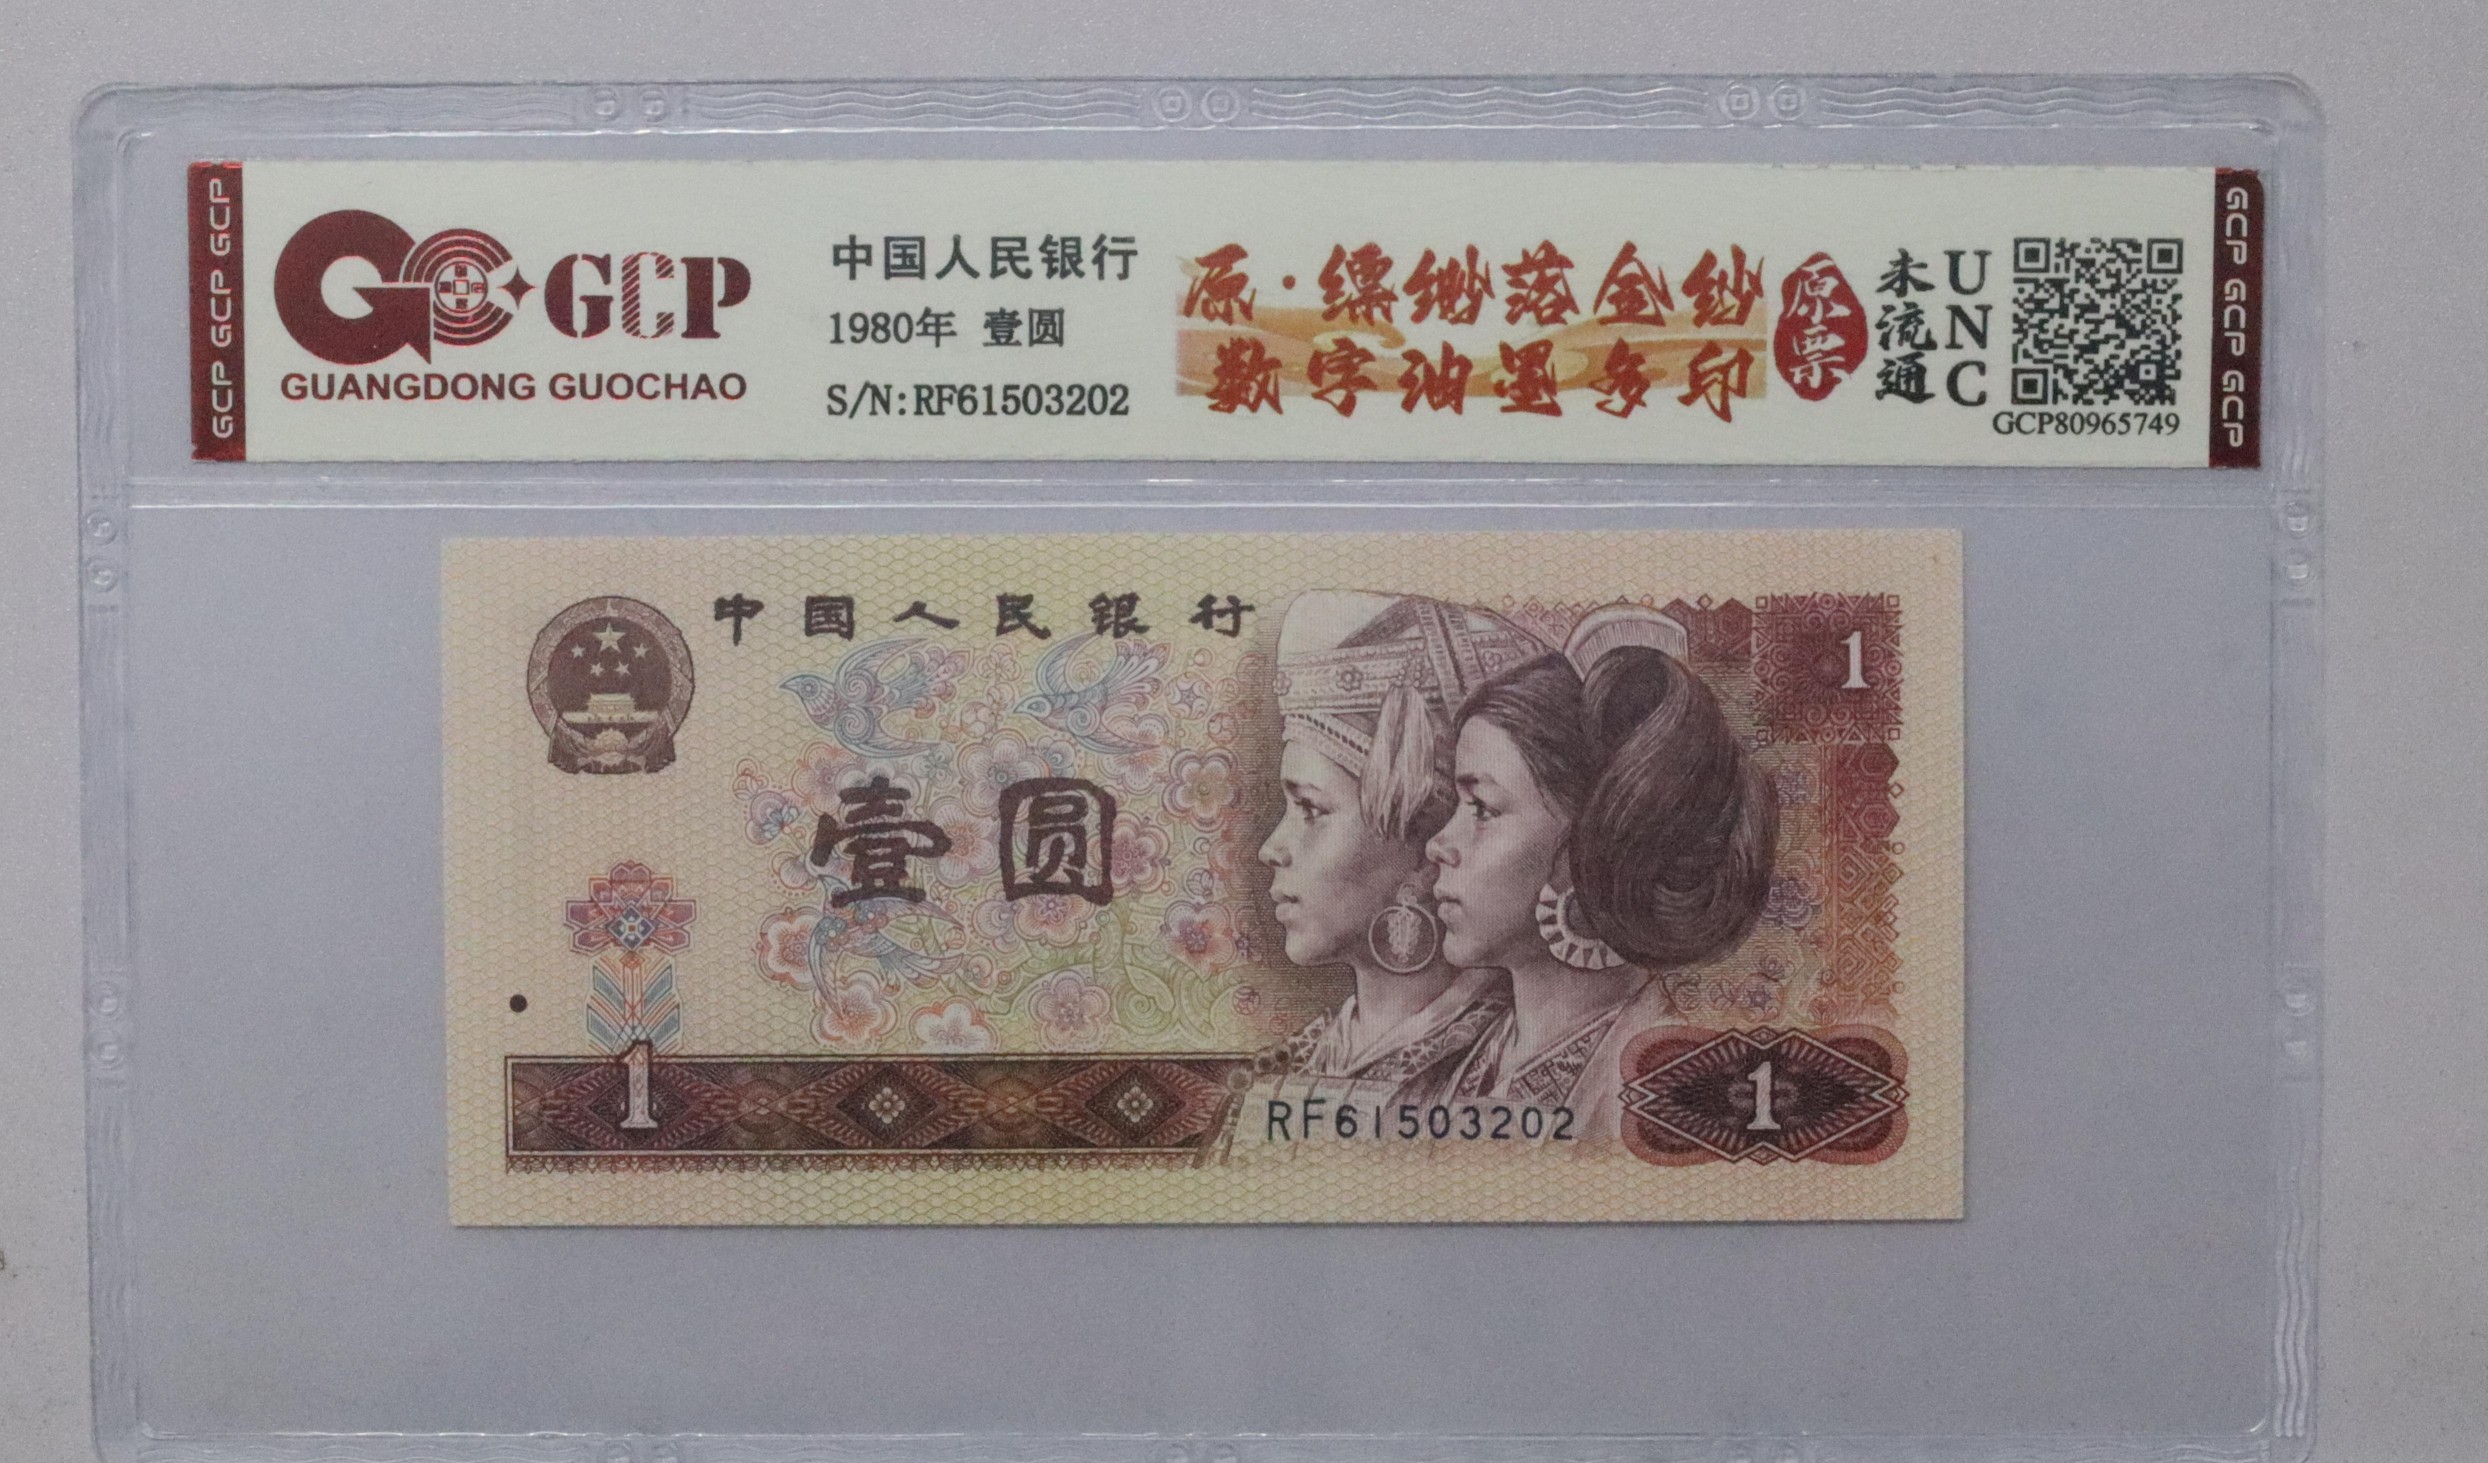 GCP GCP GCP
GCP
GUANGDONG GUOCHAO
中国人民银行
1980年 壹圆
S/N:RF61503202
原·缥缈落金纱
数字油墨多印
原票
未流通
UNC
GCP80965749
GCP GCP GCP
中国人民银行
1
壹圆
1
RF61503202
1